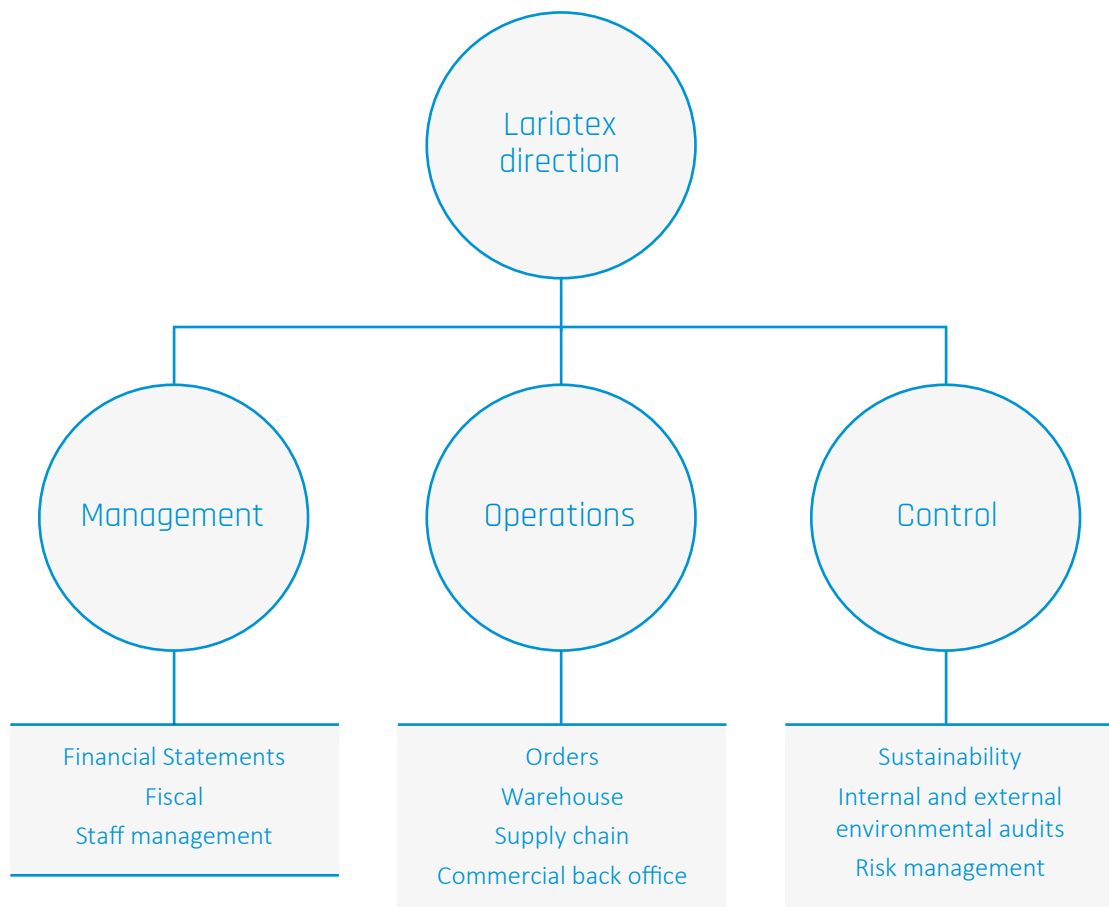 Lariotex
direction
Management
Operations
Control
Financial Statements
Fiscal
Staff management
Orders
Warehouse
Supply chain
Commercial back office
Sustainability
Internal and external
environmental audits
Risk management